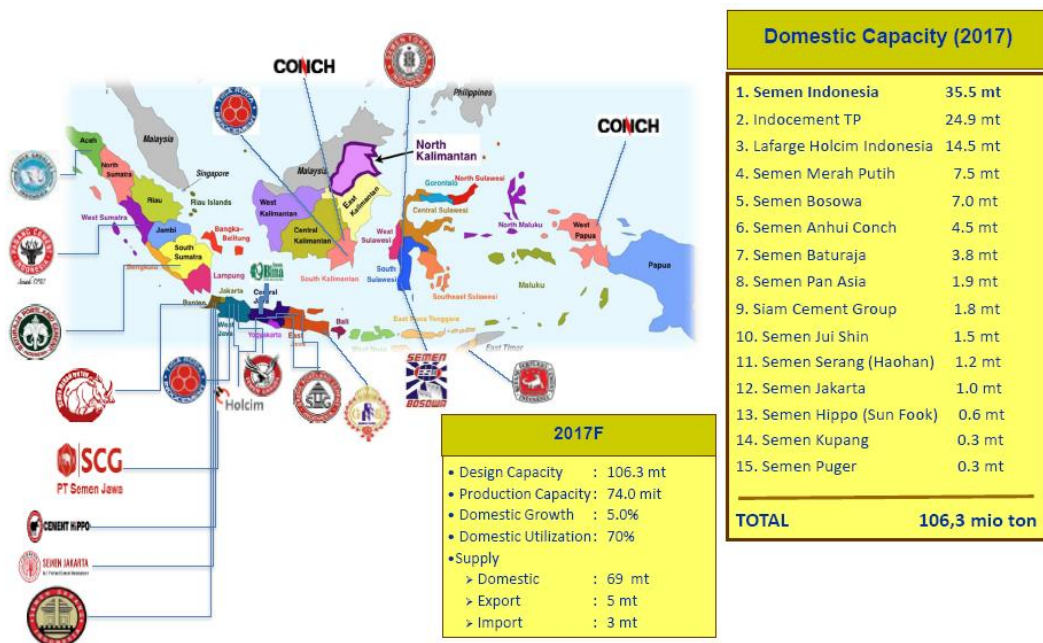 CONCH
CONCH
Philippines
Malaysia
Aceh
North
Sumatra
Singapore
Riau
Riau Islands
West Sumatra
Jambi
Bangka-
Belitung
South
Sumatra
Bengkulu
Lampung
Malaysia
North
Kalimantan
West
Kalimantan
East
Kalimantan
Central
Kalimantan
South Kalimantan
Gorontalo
North Sulawesi
Central Sulawesi
West
Sulawesi
South
Sulawesi
Southeast Sulawesi
North Maluku
Maluku
West
Papua
Papua
Jakarta
Banten
West
Java
Central
Yogyakarta
East
Bali
East Nusa Tenggara
East Timor
Bima
Holcim
SEMEN
BOSOWA
SCG
PT Semen Jawa
CEMENT HIPPO
SEMEN JAKARTA
Domestic Capacity (2017)
1. Semen Indonesia 35.5 mt
2. Indocement TP 24.9 mt
3. Lafarge Holcim Indonesia 14.5 mt
4. Semen Merah Putih 7.5 mt
5. Semen Bosowa 7.0 mt
6. Semen Anhui Conch 4.5 mt
7. Semen Baturaja 3.8 mt
8. Semen Pan Asia 1.9 mt
9. Siam Cement Group 1.8 mt
10. Semen Jui Shin 1.5 mt
11. Semen Serang (Haohan) 1.2 mt
12. Semen Jakarta 1.0 mt
13. Semen Hippo (Sun Fook) 0.6 mt
14. Semen Kupang 0.3 mt
15. Semen Puger 0.3 mt
TOTAL 106,3 mio ton
2017F
• Design Capacity : 106.3 mt
• Production Capacity : 74.0 mit
• Domestic Growth : 5.0%
• Domestic Utilization : 70%
• Supply
➢ Domestic : 69 mt
➢ Export : 5 mt
➢ Import : 3 mt